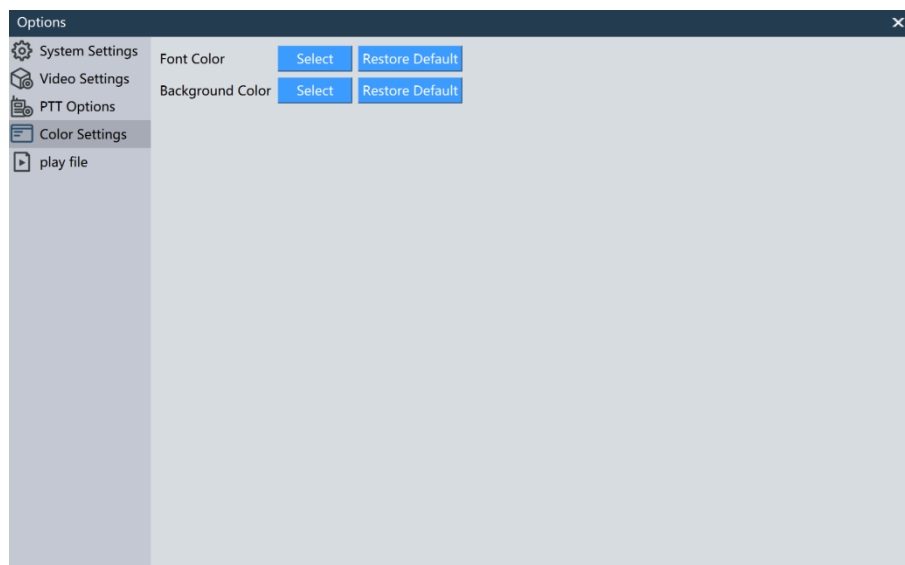 Options
System Settings
Video Settings
PTT Options
Color Settings
play file
Font Color Select Restore Default
Background Color Select Restore Default